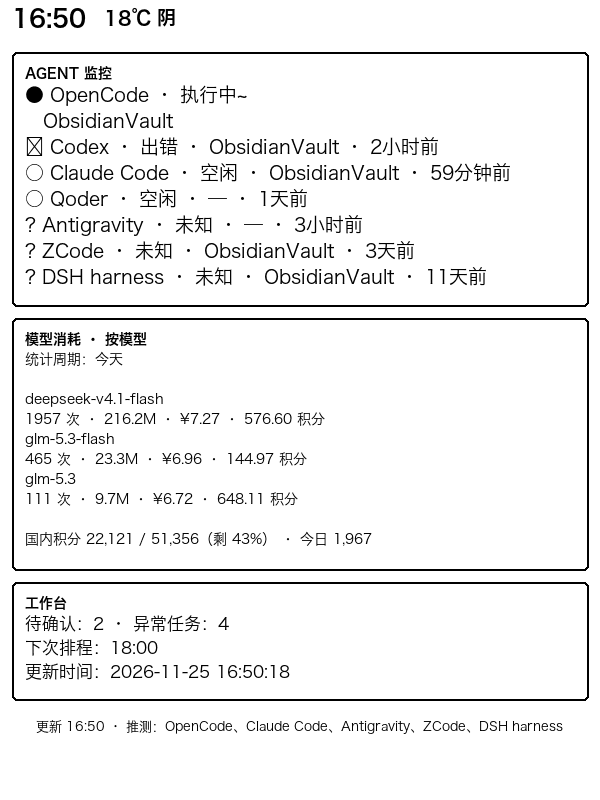 16:50 18℃ 阴
AGENT 监控
● OpenCode · 执行中~
ObsidianVault
☒ Codex · 出错 · ObsidianVault · 2小时前
○ Claude Code · 空闲 · ObsidianVault · 59分钟前
○ Qoder · 空闲 · — · 1天前
? Antigravity · 未知 · — · 3小时前
? ZCode · 未知 · ObsidianVault · 3天前
? DSH harness · 未知 · ObsidianVault · 11天前
模型消耗 · 按模型
统计周期：今天
deepseek-v4.1-flash
1957 次 · 216.2M · ¥7.27 · 576.60 积分
glm-5.3-flash
465 次 · 23.3M · ¥6.96 · 144.97 积分
glm-5.3
111 次 · 9.7M · ¥6.72 · 648.11 积分
国内积分 22,121 / 51,356（剩 43%） · 今日 1,967
工作台
待确认：2 · 异常任务：4
下次排程：18:00
更新时间：2026-11-25 16:50:18
更新 16:50 · 推测：OpenCode、Claude Code、Antigravity、ZCode、DSH harness